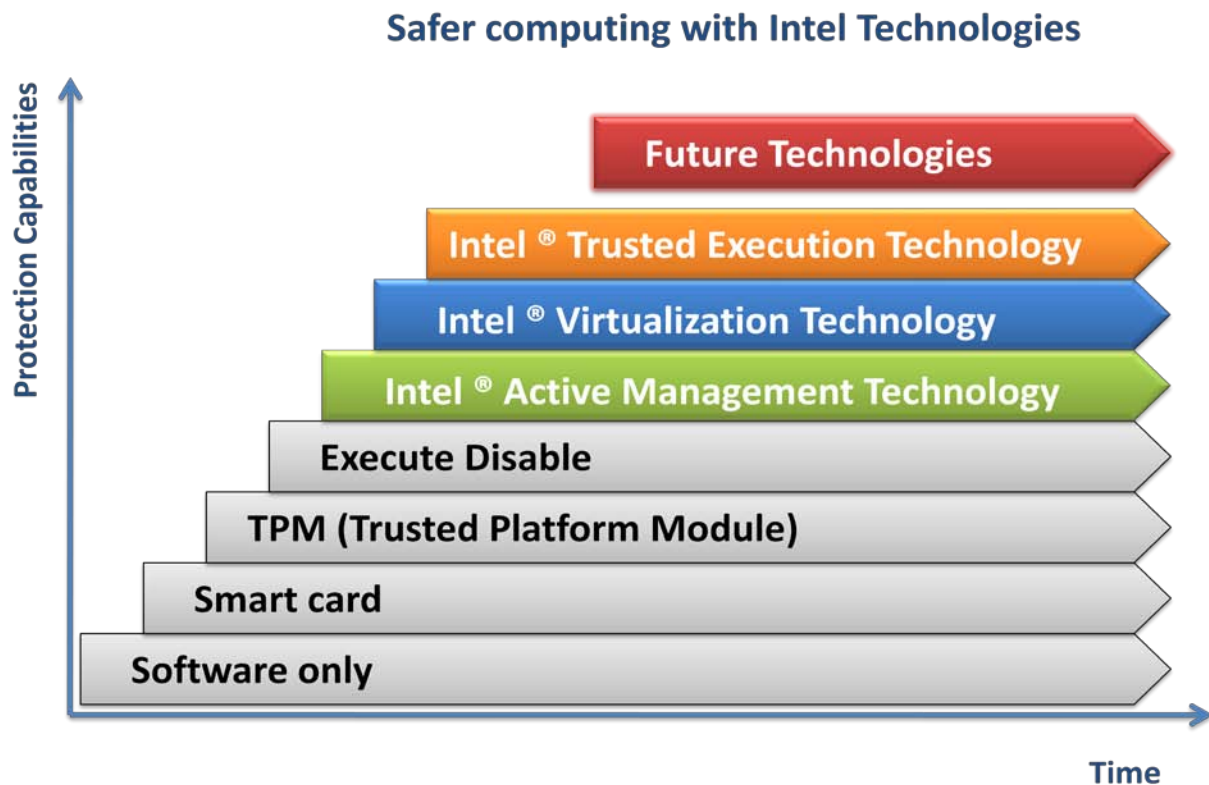 Safer computing with Intel Technologies
Protection Capabilities
Future Technologies
Intel ® Trusted Execution Technology
Intel ® Virtualization Technology
Intel ® Active Management Technology
Execute Disable
TPM (Trusted Platform Module)
Smart card
Software only
Time